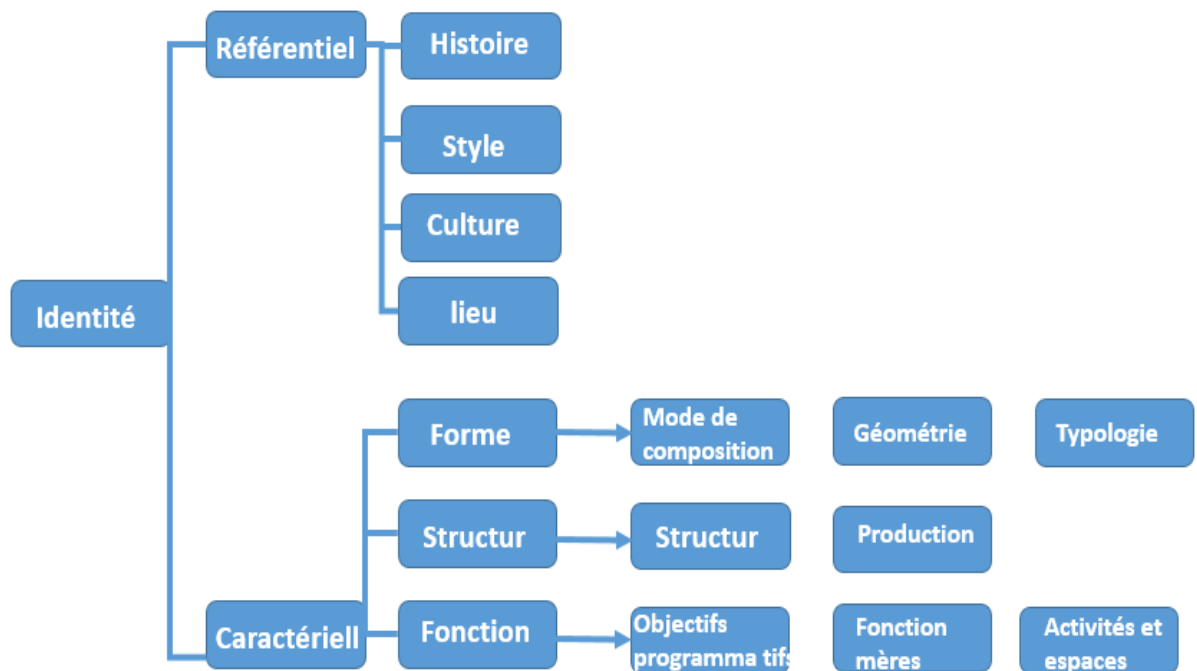 Référentiel
Histoire
Style
Culture
lieu
Identité
Forme
Mode de
composition
Géométrie
Typologie
Structur
Structur
Production
Caractériell
Fonction
Objectifs
programma tifs
Fonction
mères
Activités et
espaces